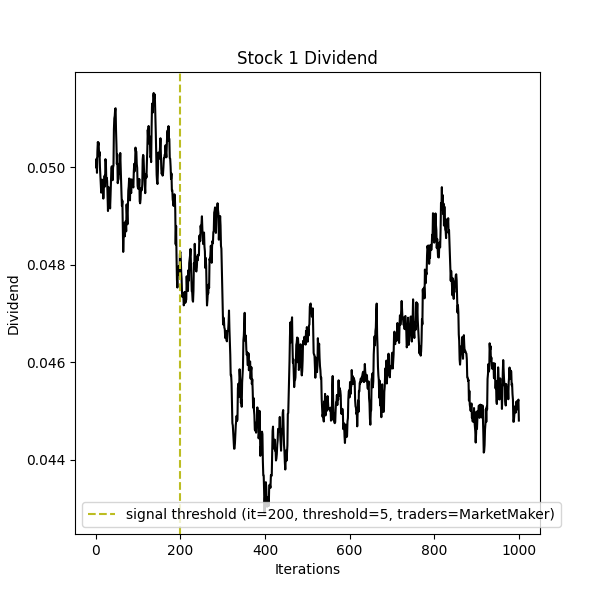 Stock 1 Dividend
Dividend
0.050
0.048
0.046
0.044
signal threshold (it=200, threshold=5, traders=MarketMaker)
0
200
400
600
800
1000
Iterations